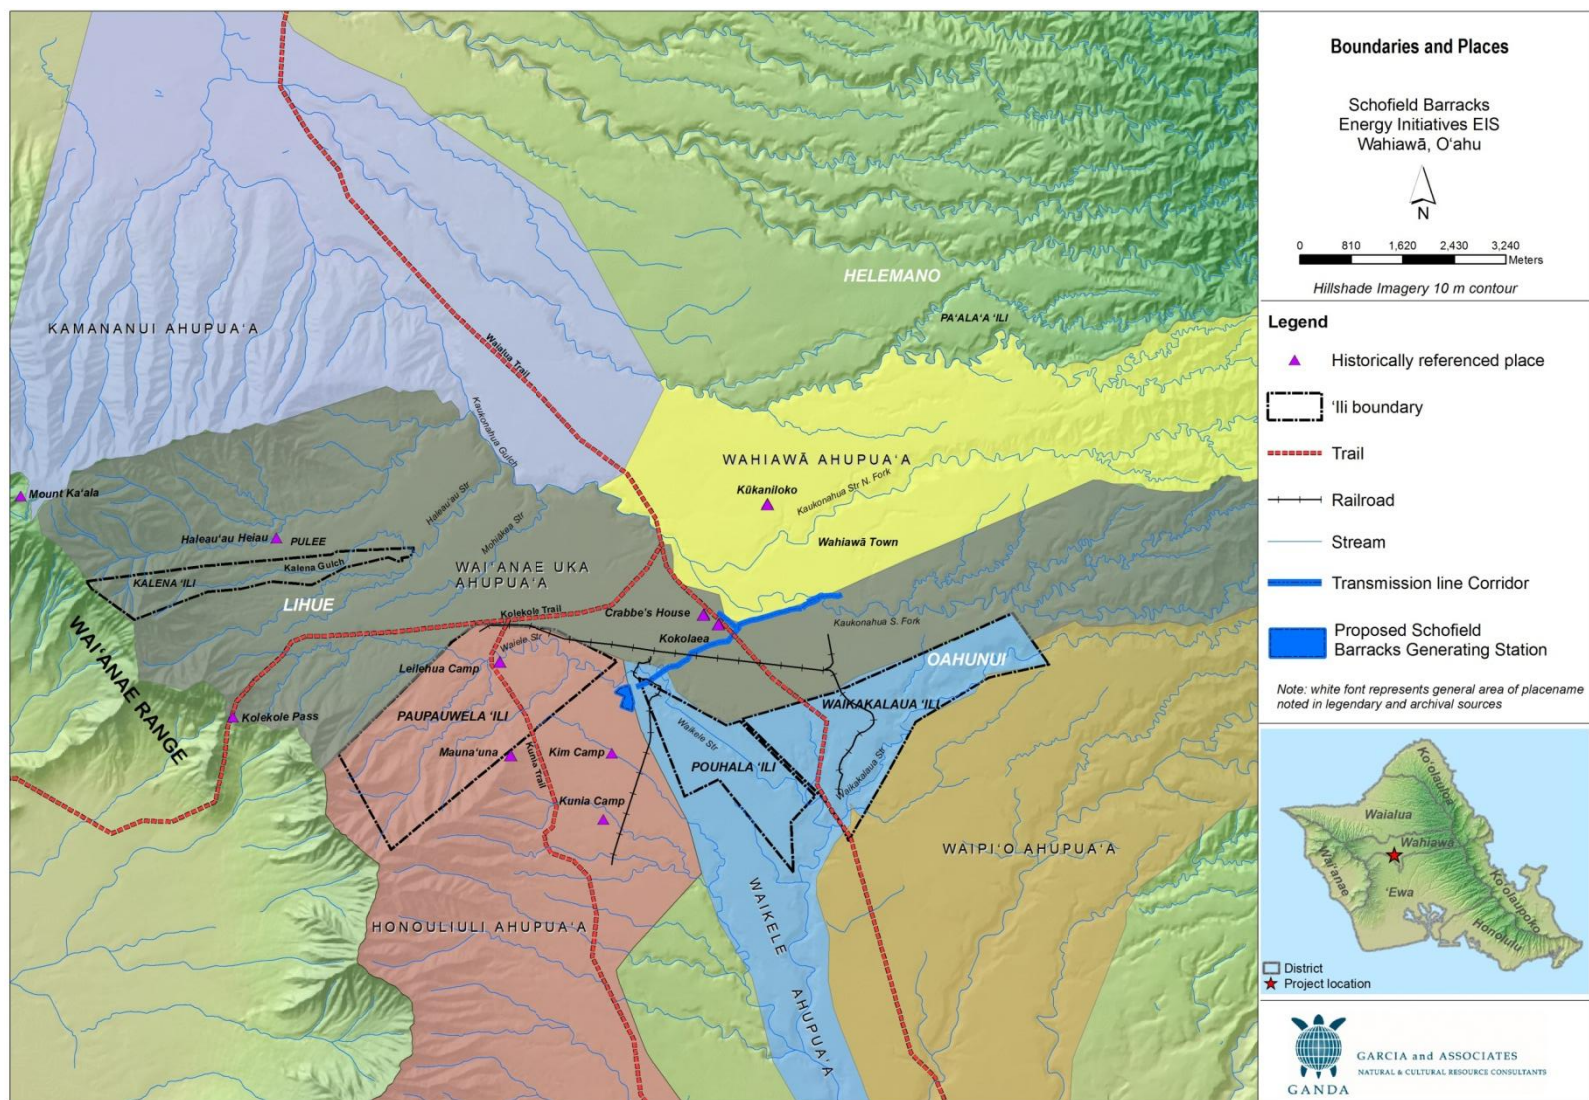 KAMANANUI AHUPUA‘A
Waialua Trail
HELEMANO
PA‘ALA‘A ‘ILI
Kaukonahua Gulch
WAHIAWĀ AHUPUA‘A
Kūkaniloko
Kaukonahua Str N. Fork
Wahiawā Town
Mount Ka‘ala
Haleau‘au Heiau
PULEE
Haleau‘au Str
Mohiākea Str
KALENA ‘ILI
Kalena Gulch
LIHUE
WAI‘ANAE UKA
AHUPUA‘A
Kolekole Trail
Crabbe's House
Kokoloea
Kaukonahua S. Fork
WAI‘ANAE RANGE
Waiele Str
Leilehua Camp
OAHUNUI
Kolekole Pass
PAUPAUWELA ‘ILI
WAIKAKALAUA ‘ILI
Mauna‘una
Kunia Trail
Kim Camp
Waikele Str
POUHALA ‘ILI
Waikakalaua Str
Kunia Camp
WAIPI‘O AHUPUA‘A
HONOULIULI AHUPUA‘A
WAIKELE
AHUPUA‘A
Boundaries and Places
Schofield Barracks
Energy Initiatives EIS
Wahiawā, O‘ahu
N
0 810 1,620 2,430 3,240
Meters
Hillshade Imagery 10 m contour
Legend
Historically referenced place
‘Ili boundary
Trail
Railroad
Stream
Transmission line Corridor
Proposed Schofield
Barracks Generating Station
Note: white font represents general area of placename
noted in legendary and archival sources
Ko‘olauloa
Waialua
Wahiawā
Wai‘anae
‘Ewa
Ko‘olaupoko
Honolulu
District
Project location
GARCIA and ASSOCIATES
NATURAL & CULTURAL RESOURCE CONSULTANTS
GANDA